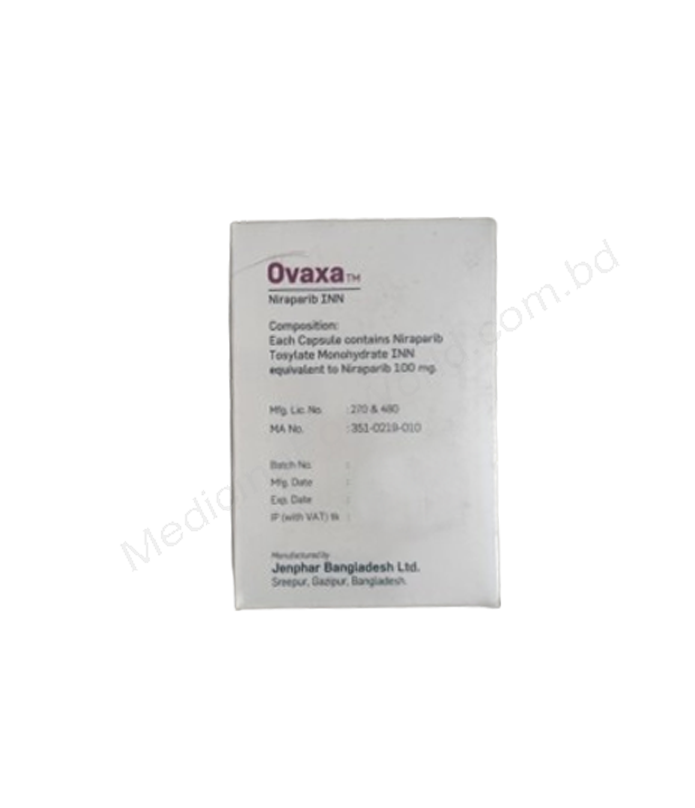 Ovaxa™
Niraparib INN
Composition:
Each Capsule contains Niraparib
Tosylate Monohydrate INN
equivalent to Niraparib 100 mg.
Mfg. Lic. No. : 270 & 480
MA No. : 351-0219-010
Batch No. :
Mfg. Date :
Exp. Date :
IP (with VAT) tk :
Manufactured by
Jenphar Bangladesh Ltd.
Sreepur, Gazipur, Bangladesh.